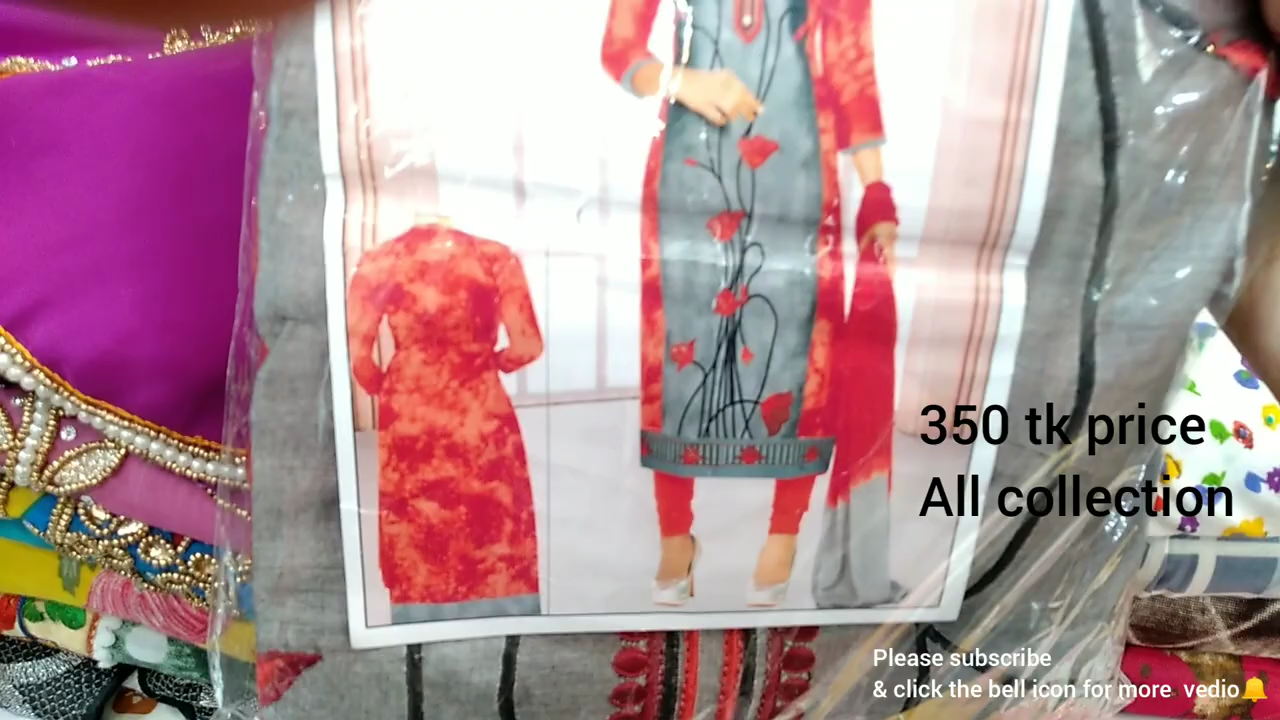 350 tk price
All collection
Please subscribe
& click the bell icon for more vedio🔔